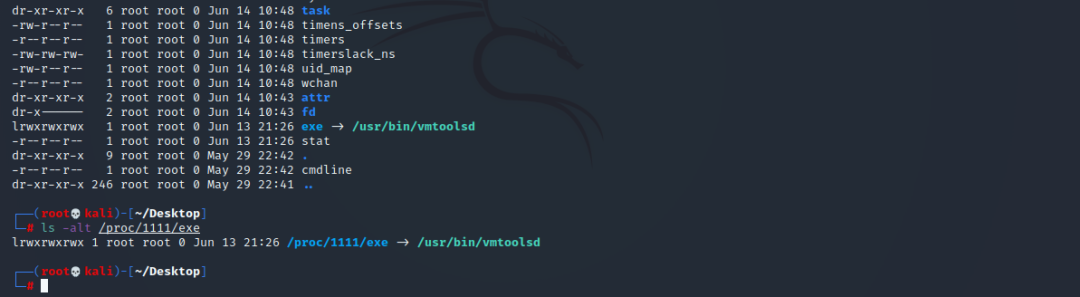 dr-xr-xr-x   6 root root 0 Jun 14 10:48 task
-rw-r--r--   1 root root 0 Jun 14 10:48 timens_offsets
-r--r--r--   1 root root 0 Jun 14 10:48 timers
-rw-rw-rw-   1 root root 0 Jun 14 10:48 timerslack_ns
-rw-r--r--   1 root root 0 Jun 14 10:48 uid_map
-r--r--r--   1 root root 0 Jun 14 10:48 wchan
dr-xr-xr-x   2 root root 0 Jun 14 10:43 attr
dr-x------   2 root root 0 Jun 14 10:43 fd
lrwxrwxrwx   1 root root 0 Jun 13 21:26 exe -> /usr/bin/vmtoolsd
-r--r--r--   1 root root 0 Jun 13 21:26 stat
dr-xr-xr-x   9 root root 0 May 29 22:42 .
-r--r--r--   1 root root 0 May 29 22:42 cmdline
dr-xr-xr-x 246 root root 0 May 29 22:41 ..
┌──(root💀kali)-[~/Desktop]
└─# ls -alt /proc/1111/exe
lrwxrwxrwx 1 root root 0 Jun 13 21:26 /proc/1111/exe -> /usr/bin/vmtoolsd
┌──(root💀kali)-[~/Desktop]
└─#